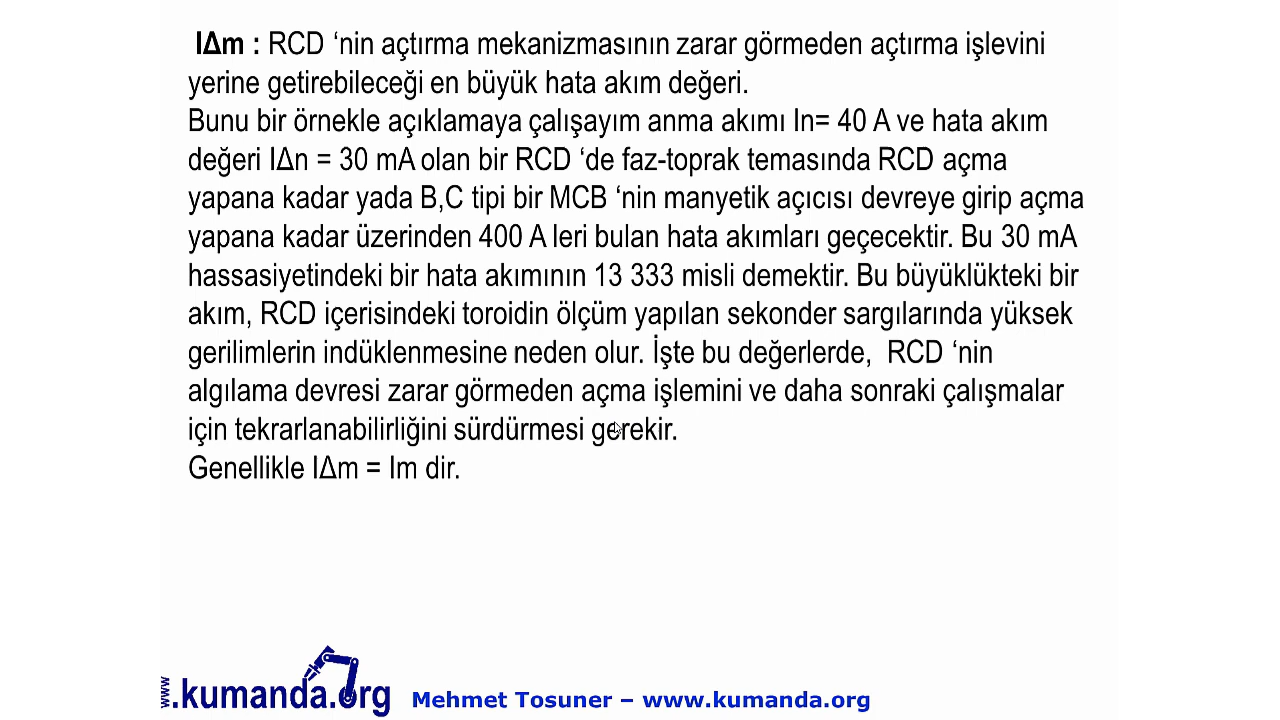 IΔm : RCD ‘nin açtırma mekanizmasının zarar görmeden açtırma işlevini
yerine getirebileceği en büyük hata akım değeri.
Bunu bir örnekle açıklamaya çalışayım anma akımı In= 40 A ve hata akım
değeri IΔn = 30 mA olan bir RCD ‘de faz-toprak temasında RCD açma
yapana kadar yada B,C tipi bir MCB ‘nin manyetik açıcısı devreye girip açma
yapana kadar üzerinden 400 A leri bulan hata akımları geçecektir. Bu 30 mA
hassasiyetindeki bir hata akımının 13 333 misli demektir. Bu büyüklükteki bir
akım, RCD içerisindeki toroidin ölçüm yapılan sekonder sargılarında yüksek
gerilimlerin indüklenmesine neden olur. İşte bu değerlerde, RCD ‘nin
algılama devresi zarar görmeden açma işlemini ve daha sonraki çalışmalar
için tekrarlanabilirliğini sürdürmesi gerekir.
Genellikle IΔm = Im dir.
www.kumanda.org
Mehmet Tosuner – www.kumanda.org